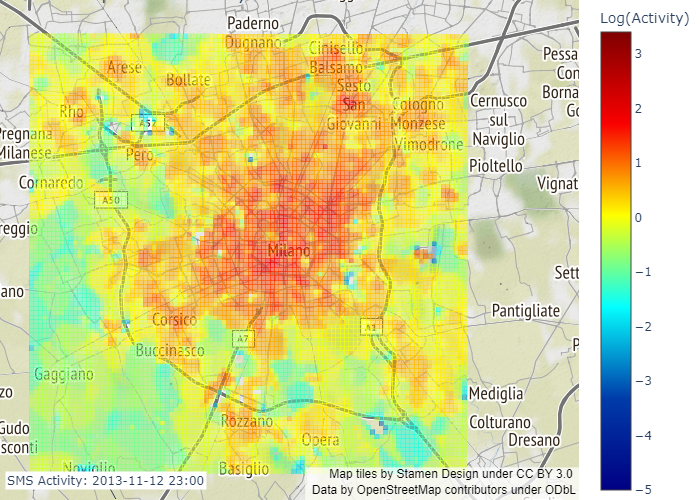 Log(Activity)
Paderno
Dugnano
Cinisello
Balsamo
Arese
Bollate
Sesto
San
Giovanni
Rho
Cologno
Monzese
Vimodrone
Cernusco
sul
Naviglio
Pessa
Con
Borna
Go
A52
Pregnana
Milanese
Pero
Pioltello
Cornaredo
Vignat
A50
reggio
Milano
Sett
ano
Pantigliate
Corsico
A1
A7
Buccinasco
P
Gaggiano
Mediglia
zo
Rozzano
Colturano
Dresano
Gudo
sconti
Opera
Noviglio
Basiglio
SMS Activity: 2013-11-12 23:00
Map tiles by Stamen Design under CC BY 3.0
Data by OpenStreetMap contributors under ODbL
3
2
1
0
−1
−2
−3
−4
−5